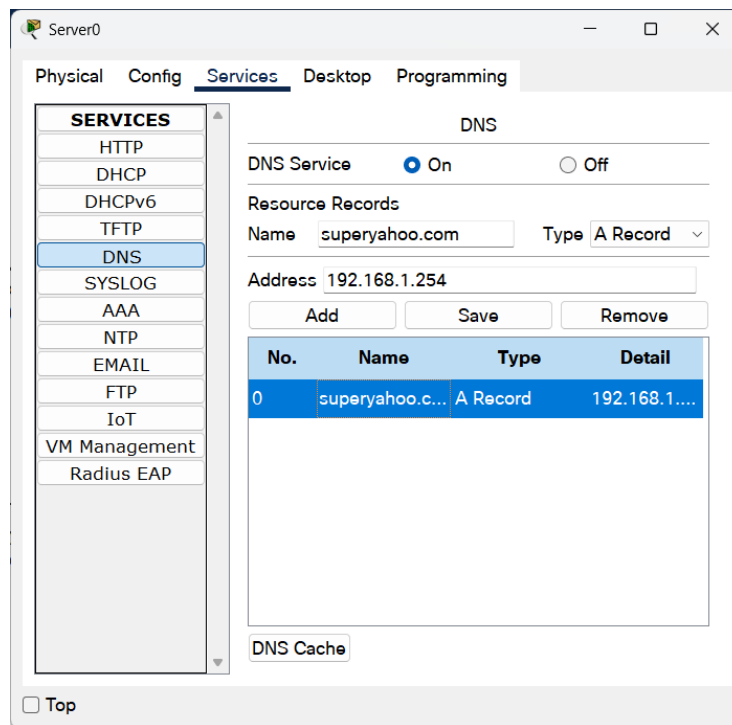 Server0
Physical Config Services Desktop Programming
SERVICES
HTTP
DHCP
DHCPv6
TFTP
DNS
SYSLOG
AAA
NTP
EMAIL
FTP
IoT
VM Management
Radius EAP
DNS
DNS Service On Off
Resource Records
Name superyahoo.com Type A Record
Address 192.168.1.254
Add Save Remove
No. Name Type Detail
0 superyahoo.c... A Record 192.168.1....
DNS Cache
Top